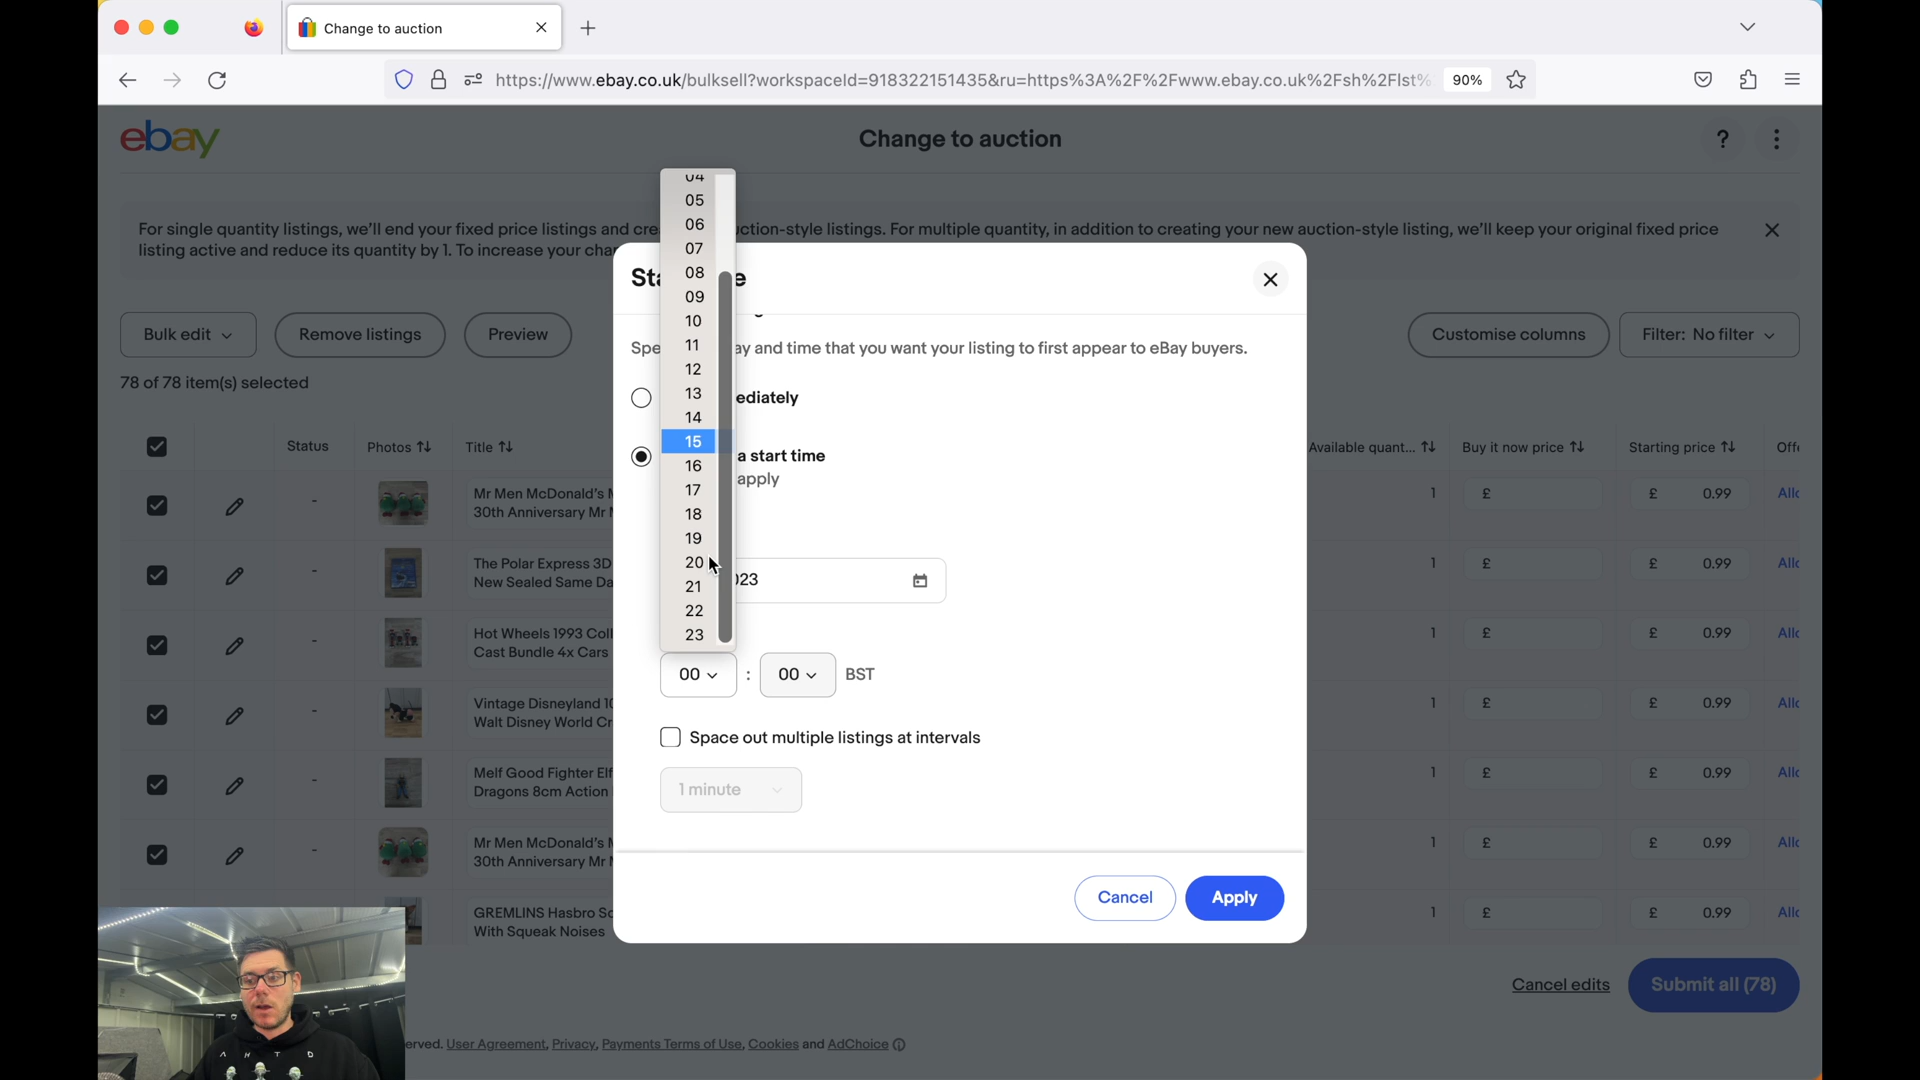 Change to auction
https://www.ebay.co.uk/bulksell?workspaceId=918322151435&ru=https%3A%2F%2Fwww.ebay.co.uk%2Fsh%2Flst%
90%
ebay
Change to auction
?
For single quantity listings, we'll end your fixed price listings and cre
uction-style listings. For multiple quantity, in addition to creating your new auction-style listing, we'll keep your original fixed price
listing active and reduce its quantity by 1. To increase your cha
Bulk edit
Remove listings
Preview
Customise columns
Filter: No filter
78 of 78 item(s) selected
Status
Photos
Title
Available quant...
Buy it now price
Starting price
Offe
Mr Men McDonald's M
30th Anniversary Mr M
1
£
£ 0.99
Allo
The Polar Express 3D
New Sealed Same Da
1
£
£ 0.99
Allo
Hot Wheels 1993 Coll
Cast Bundle 4x Cars
1
£
£ 0.99
Allo
Vintage Disneyland 10
Walt Disney World Cr
1
£
£ 0.99
Allo
Melf Good Fighter Elf
Dragons 8cm Action
1
£
£ 0.99
Allo
Mr Men McDonald's M
30th Anniversary Mr M
1
£
£ 0.99
Allo
GREMLINS Hasbro So
With Squeak Noises
1
£
£ 0.99
Allo
Sta
e
Spe
ay and time that you want your listing to first appear to eBay buyers.
ediately
a start time
apply
023
04
05
06
07
08
09
10
11
12
13
14
15
16
17
18
19
20
21
22
23
00 : 00 BST
Space out multiple listings at intervals
1 minute
Cancel
Apply
Cancel edits
Submit all (78)
erved. User Agreement, Privacy, Payments Terms of Use, Cookies and AdChoice
A H T D